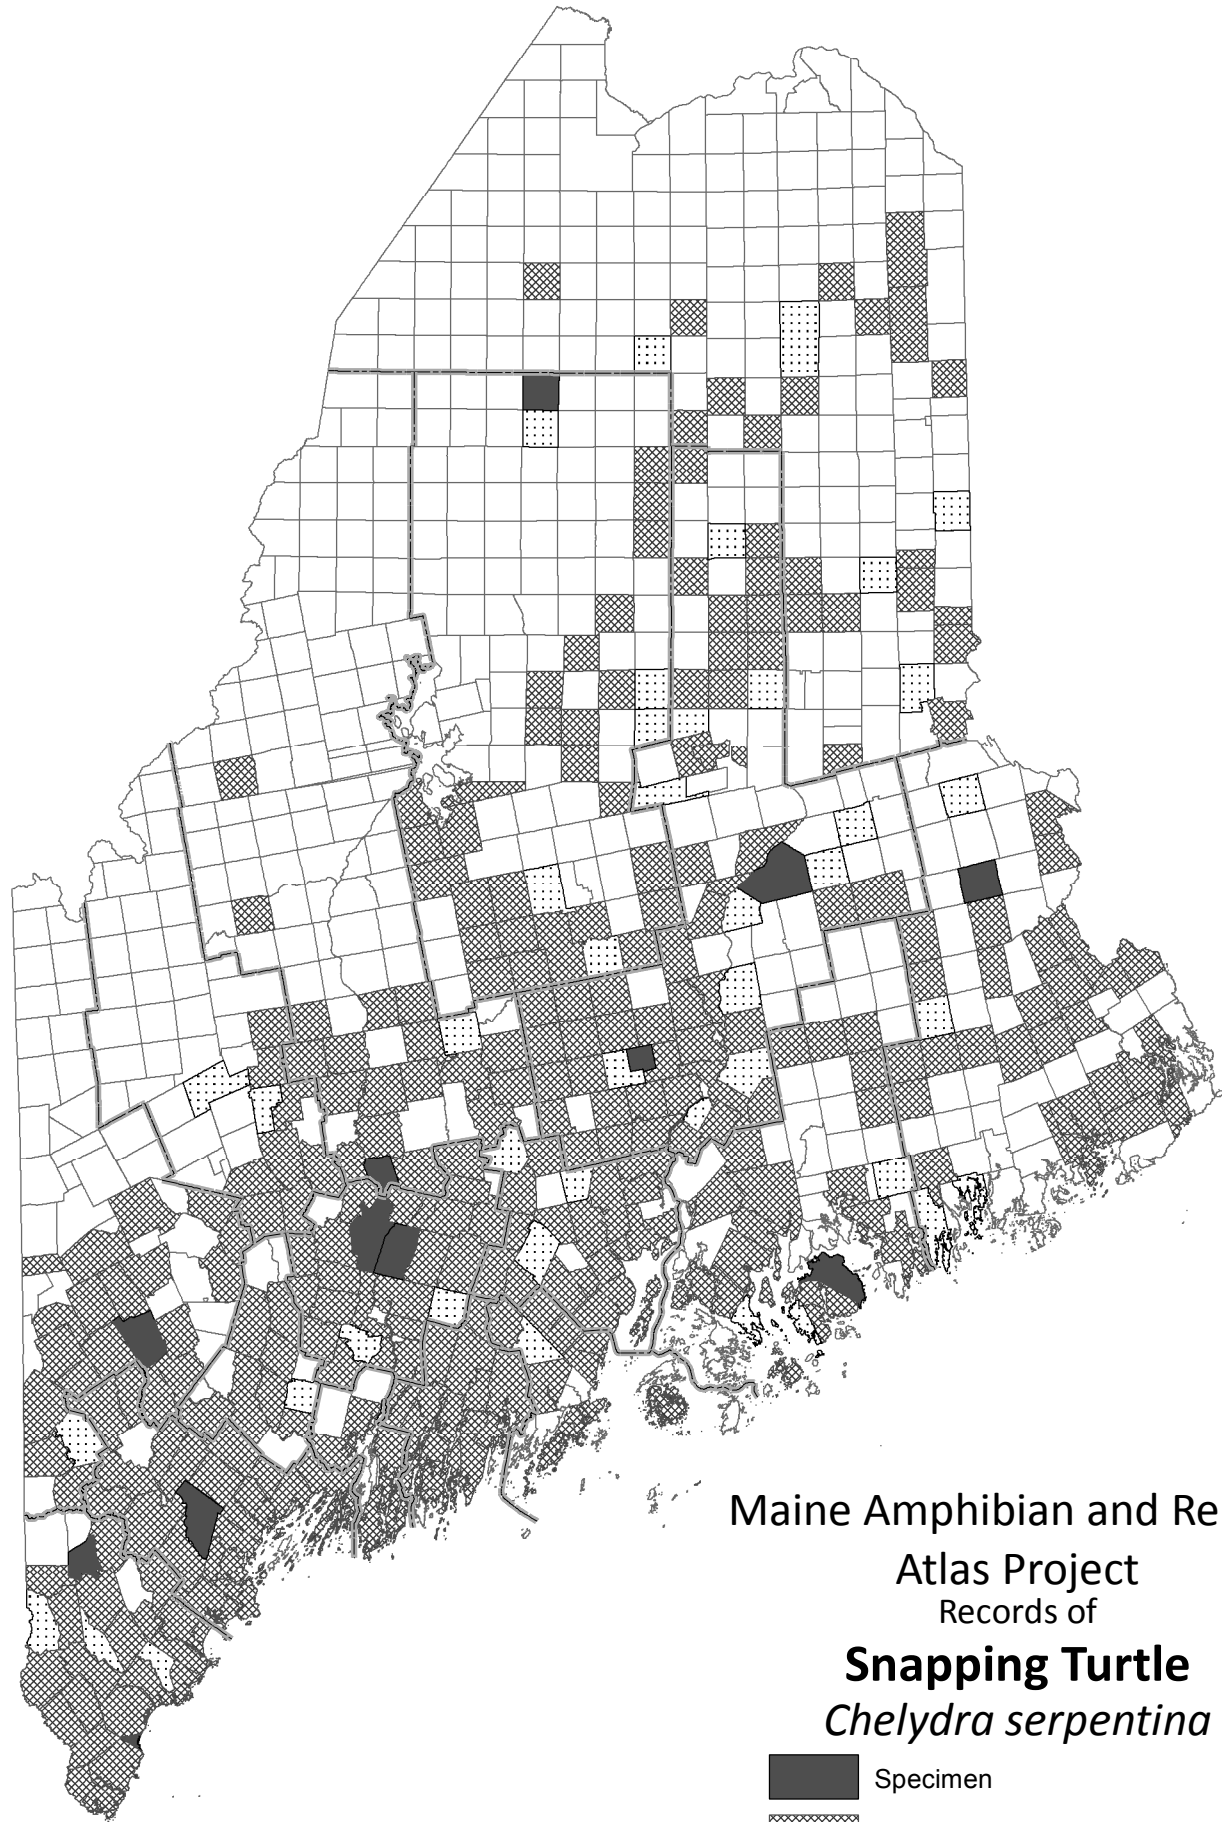 Maine Amphibian and Re
Atlas Project
Records of
Snapping Turtle
Chelydra serpentina
Specimen